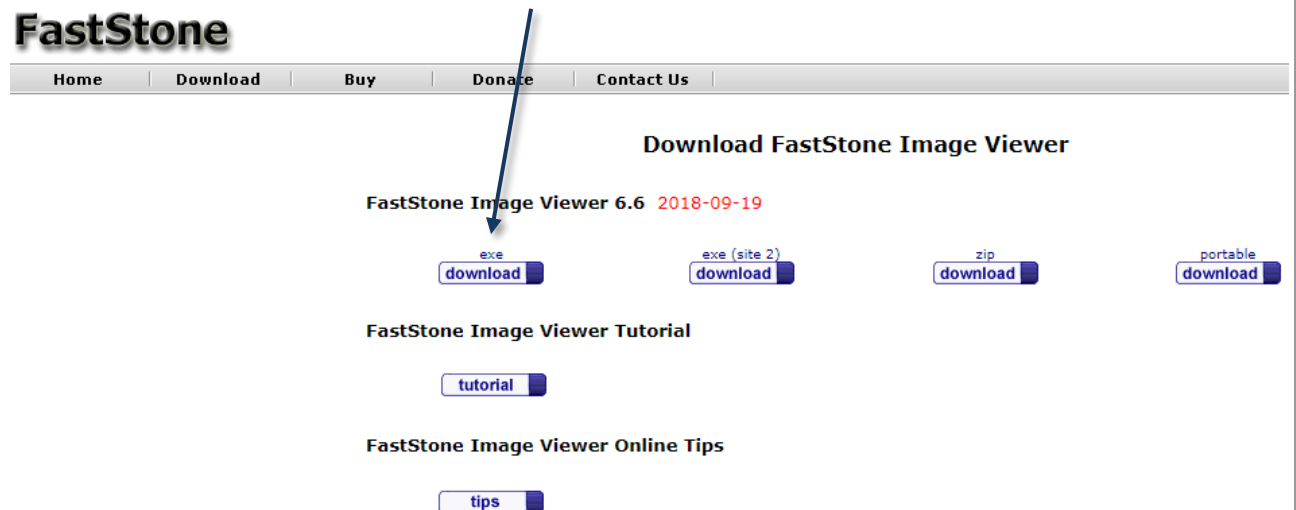 FastStone
Home Download Buy Donate Contact Us
Download FastStone Image Viewer
FastStone Image Viewer 6.6 2018-09-19
exe exe (site 2) zip portable
download download download download
FastStone Image Viewer Tutorial
tutorial
FastStone Image Viewer Online Tips
tips